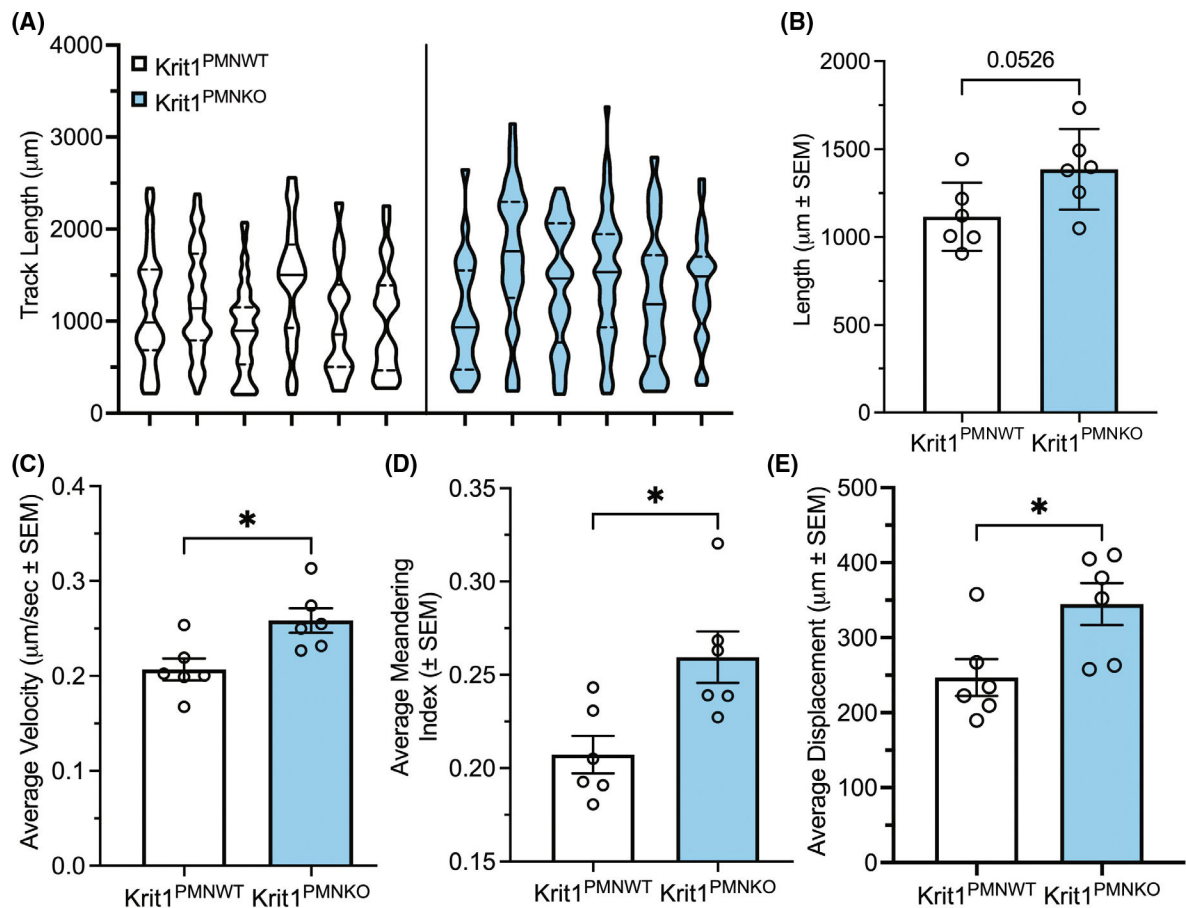 (A)
Track Length (μm)
4000
3000
2000
1000
0
Krit1PMNWT
Krit1PMNKO
(B)
Length (μm ± SEM)
2000
1500
1000
500
0
0.0526
Krit1PMNWT Krit1PMNKO
(C)
Average Velocity (μm/sec ± SEM)
0.4
0.3
0.2
0.1
0.0
*
Krit1PMNWT Krit1PMNKO
(D)
Average Meandering
Index (± SEM)
0.35
0.30
0.25
0.20
0.15
*
Krit1PMNWT Krit1PMNKO
(E)
Average Displacement (μm ± SEM)
500
400
300
200
100
0
*
Krit1PMNWT Krit1PMNKO